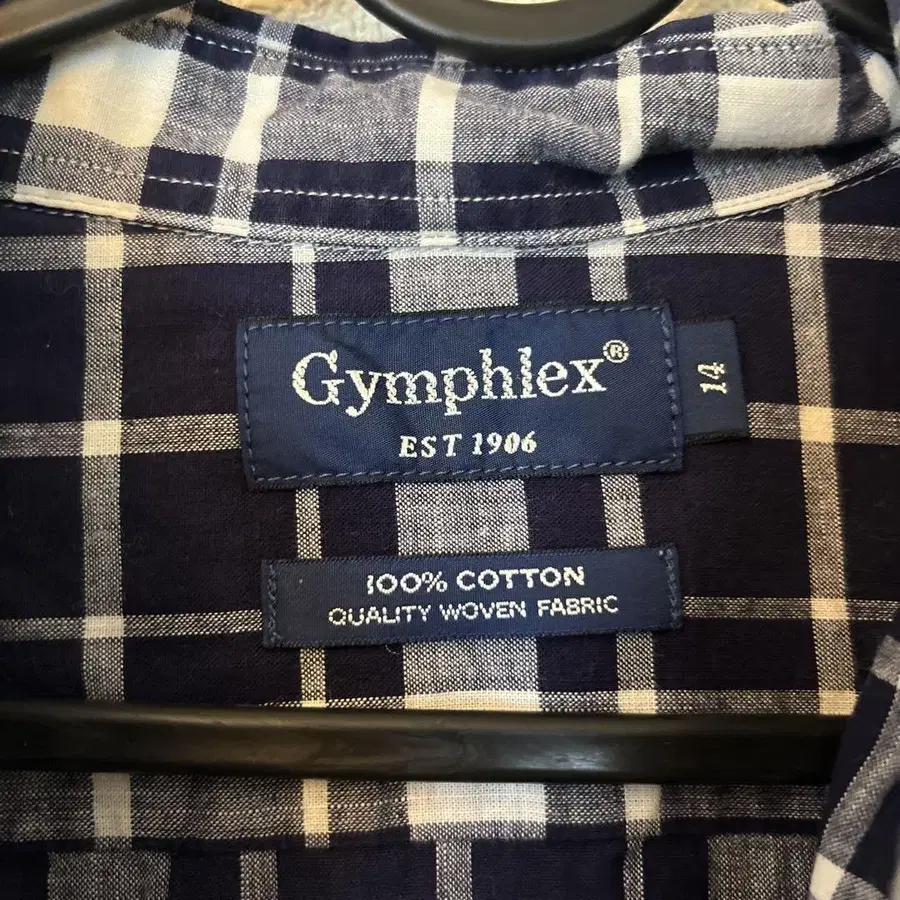 Gymphlex®
EST 1906
14
100% COTTON
QUALITY WOVEN FABRIC